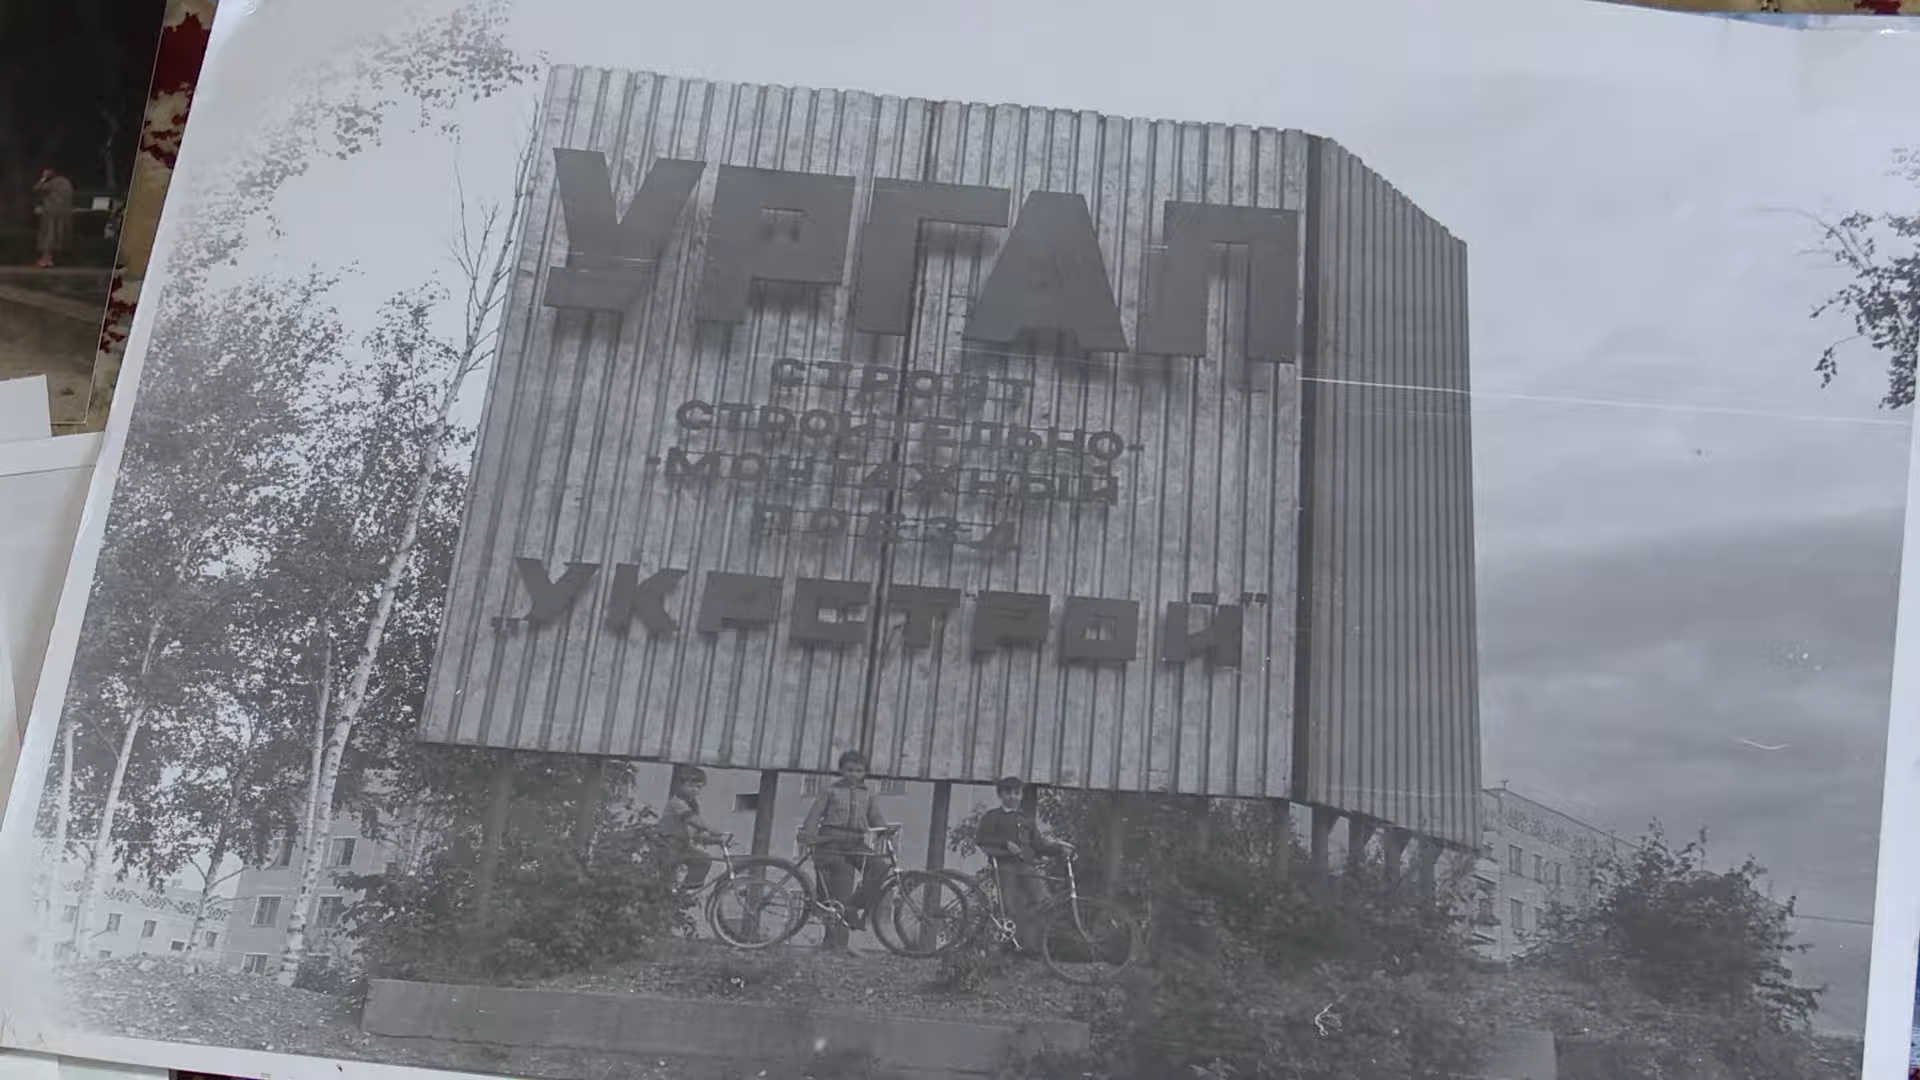 УРГАЛ
СТРОИТ
СТРОИТЕЛЬНО-
-МОНТАЖНЫЙ
ПОЕЗД
„УКРСТРОЙ"